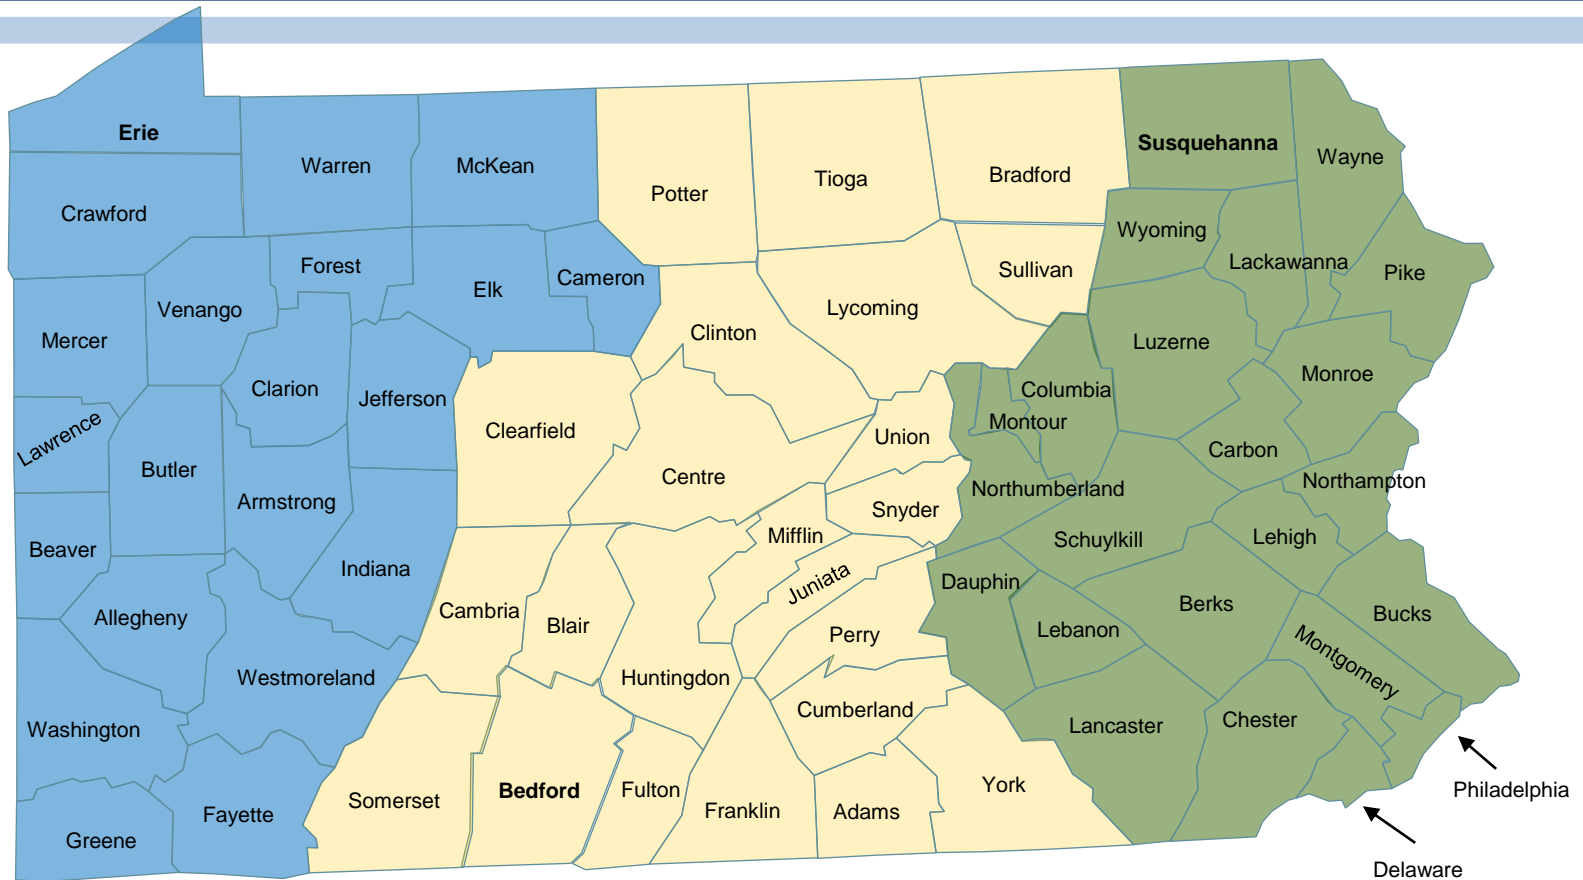 Erie
Warren
McKean
Potter
Tioga
Bradford
Susquehanna
Wayne
Crawford
Forest
Elk
Cameron
Sullivan
Wyoming
Lackawanna
Pike
Mercer
Venango
Clarion
Jefferson
Clinton
Lycoming
Columbia
Luzerne
Monroe
Lawrence
Butler
Armstrong
Clearfield
Centre
Union
Montour
Carbon
Northampton
Beaver
Indiana
Snyder
Northumberland
Schuylkill
Lehigh
Allegheny
Cambria
Blair
Mifflin
Juniata
Dauphin
Lebanon
Berks
Bucks
Westmoreland
Huntingdon
Perry
Montgomery
Washington
Cumberland
Lancaster
Chester
Greene
Fayette
Somerset
Bedford
Fulton
Franklin
Adams
York
Philadelphia
Delaware